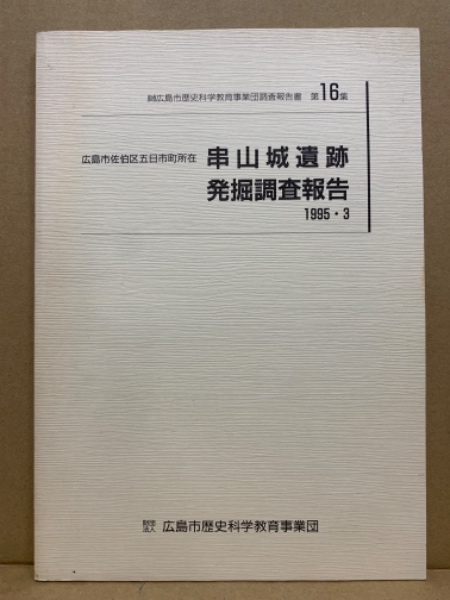 ㈶広島市歴史科学教育事業団調査報告書 第16集
広島市佐伯区五日市町所在 串山城遺跡
発掘調査報告
1995・3
財団法人 広島市歴史科学教育事業団